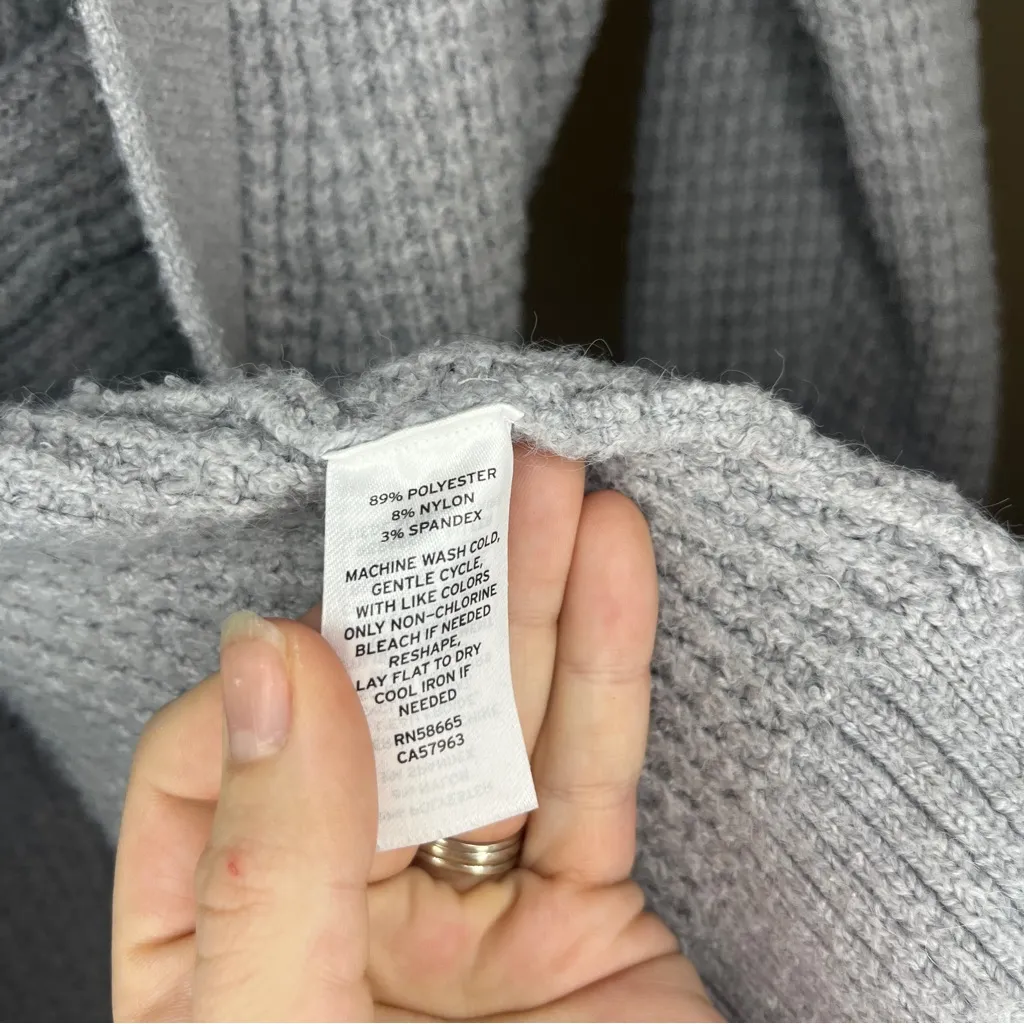 89% POLYESTER
8% NYLON
3% SPANDEX
MACHINE WASH COLD,
GENTLE CYCLE,
WITH LIKE COLORS
ONLY NON-CHLORINE
BLEACH IF NEEDED
RESHAPE,
LAY FLAT TO DRY
COOL IRON IF
NEEDED
RN58665
CA57963